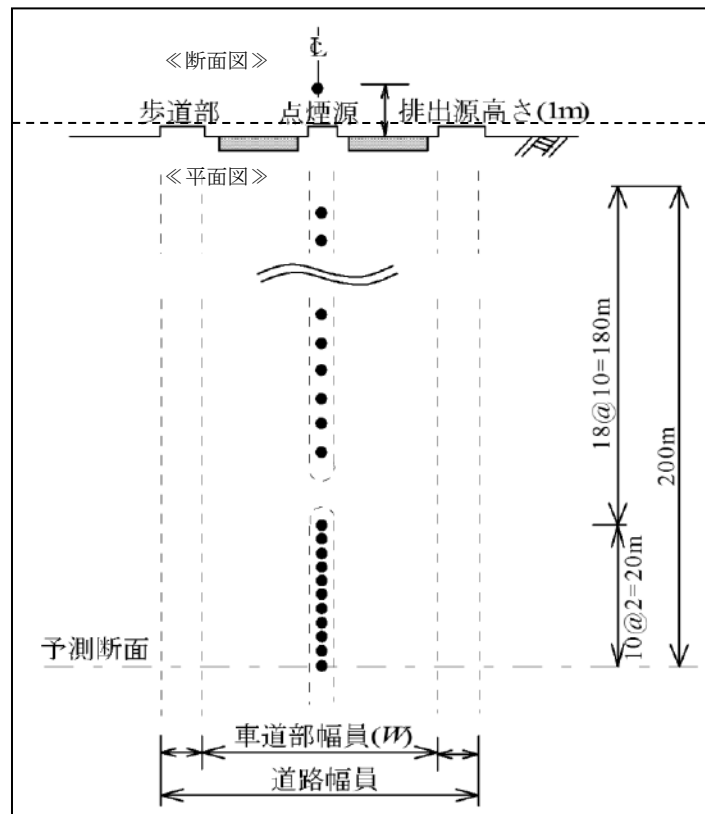 ≪断面図≫
℄
歩道部
点煙源
排出源高さ(1m)
≪平面図≫
18@10=180m
200m
10@2=20m
予測断面
車道部幅員(W)
道路幅員